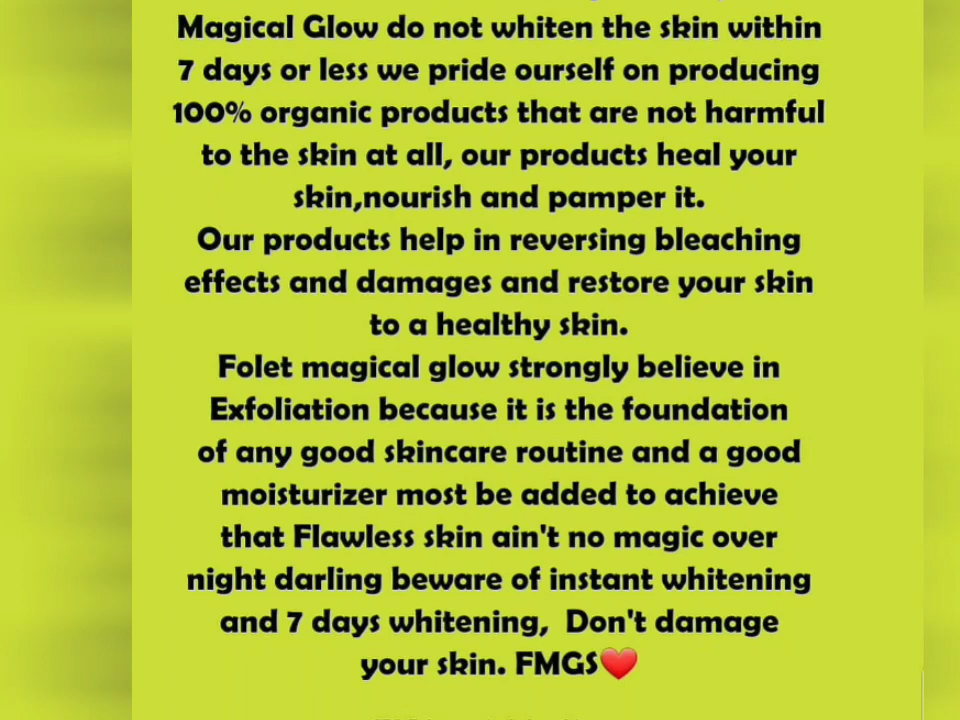 Magical Glow do not whiten the skin within
7 days or less we pride ourself on producing
100% organic products that are not harmful
to the skin at all, our products heal your
skin,nourish and pamper it.
Our products help in reversing bleaching
effects and damages and restore your skin
to a healthy skin.
Folet magical glow strongly believe in
Exfoliation because it is the foundation
of any good skincare routine and a good
moisturizer most be added to achieve
that Flawless skin ain't no magic over
night darling beware of instant whitening
and 7 days whitening,  Don't damage
your skin. FMGS❤️